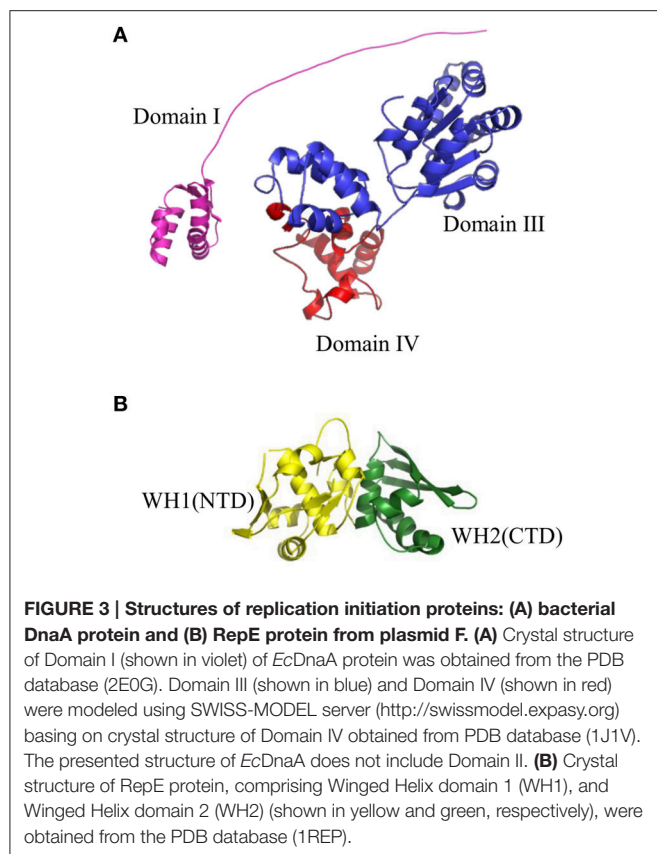 A
Domain I
Domain III
Domain IV
B
WH1(NTD)
WH2(CTD)
FIGURE 3 | Structures of replication initiation proteins: (A) bacterial
DnaA protein and (B) RepE protein from plasmid F. (A) Crystal structure
of Domain I (shown in violet) of EcDnaA protein was obtained from the PDB
database (2E0G). Domain III (shown in blue) and Domain IV (shown in red)
were modeled using SWISS-MODEL server (http://swissmodel.expasy.org)
basing on crystal structure of Domain IV obtained from PDB database (1J1V).
The presented structure of EcDnaA does not include Domain II. (B) Crystal
structure of RepE protein, comprising Winged Helix domain 1 (WH1), and
Winged Helix domain 2 (WH2) (shown in yellow and green, respectively), were
obtained from the PDB database (1REP).